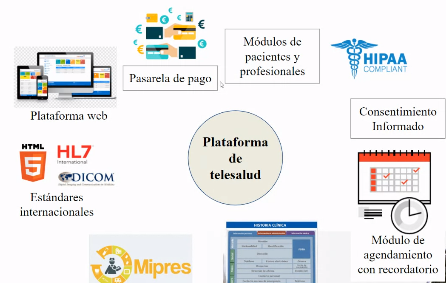 Pasarela de pago
Módulos de
pacientes y
profesionales
HIPAA
COMPLIANT
Plataforma web
Consentimiento
Informado
HTML
5
HL7
International
DICOM
Estándares
internacionales
Plataforma
de
telesalud
Módulo de
agendamiento
con recordatorio
Mipres
HISTORIA CLÍNICA